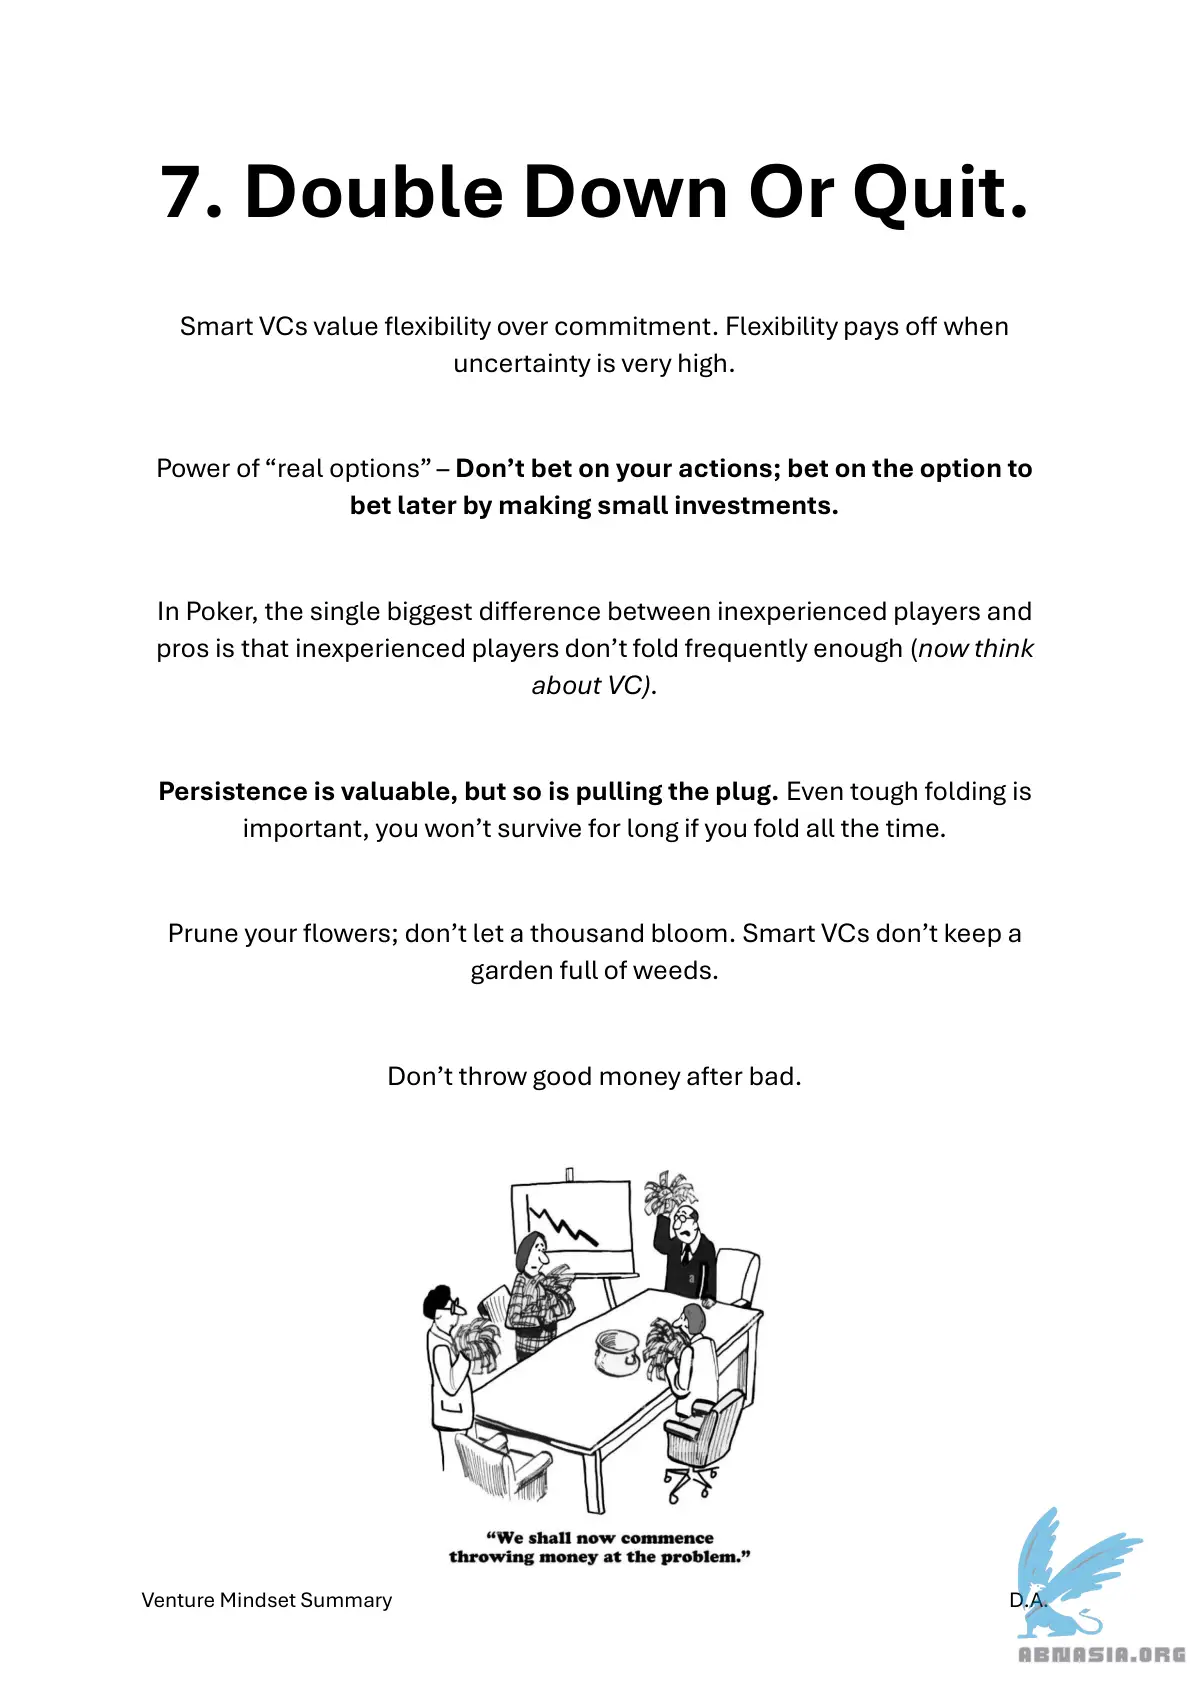 7. Double Down Or Quit.
Smart VCs value flexibility over commitment. Flexibility pays off when
uncertainty is very high.
Power of “real options” – Don’t bet on your actions; bet on the option to
bet later by making small investments.
In Poker, the single biggest difference between inexperienced players and
pros is that inexperienced players don’t fold frequently enough (now think
about VC).
Persistence is valuable, but so is pulling the plug. Even tough folding is
important, you won’t survive for long if you fold all the time.
Prune your flowers; don’t let a thousand bloom. Smart VCs don’t keep a
garden full of weeds.
Don’t throw good money after bad.
“We shall now commence
throwing money at the problem.”
Venture Mindset Summary
D.A.
ABNASIA.ORG